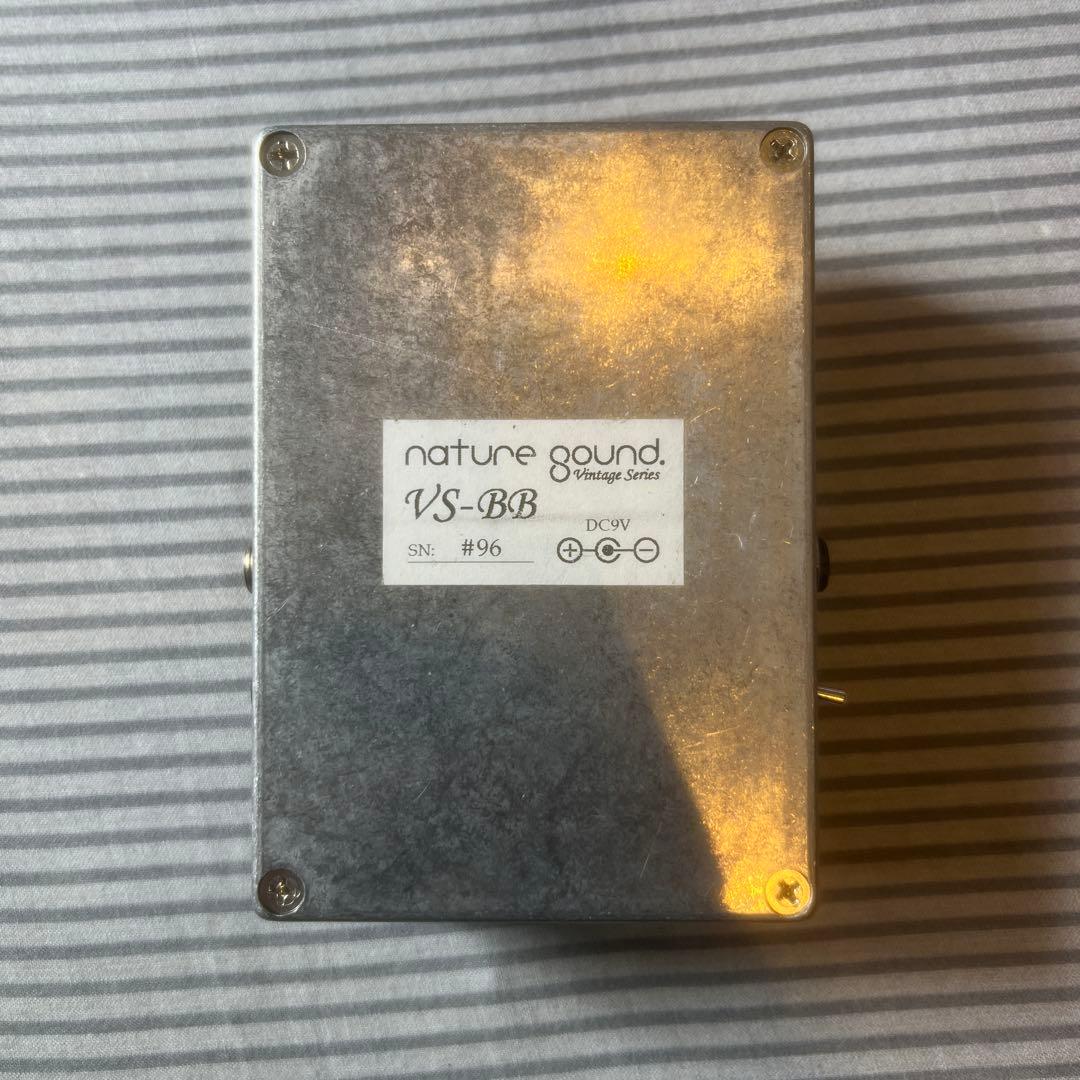 nature sound.
Vintage Series
VS-BB
DC9V
SN: #96